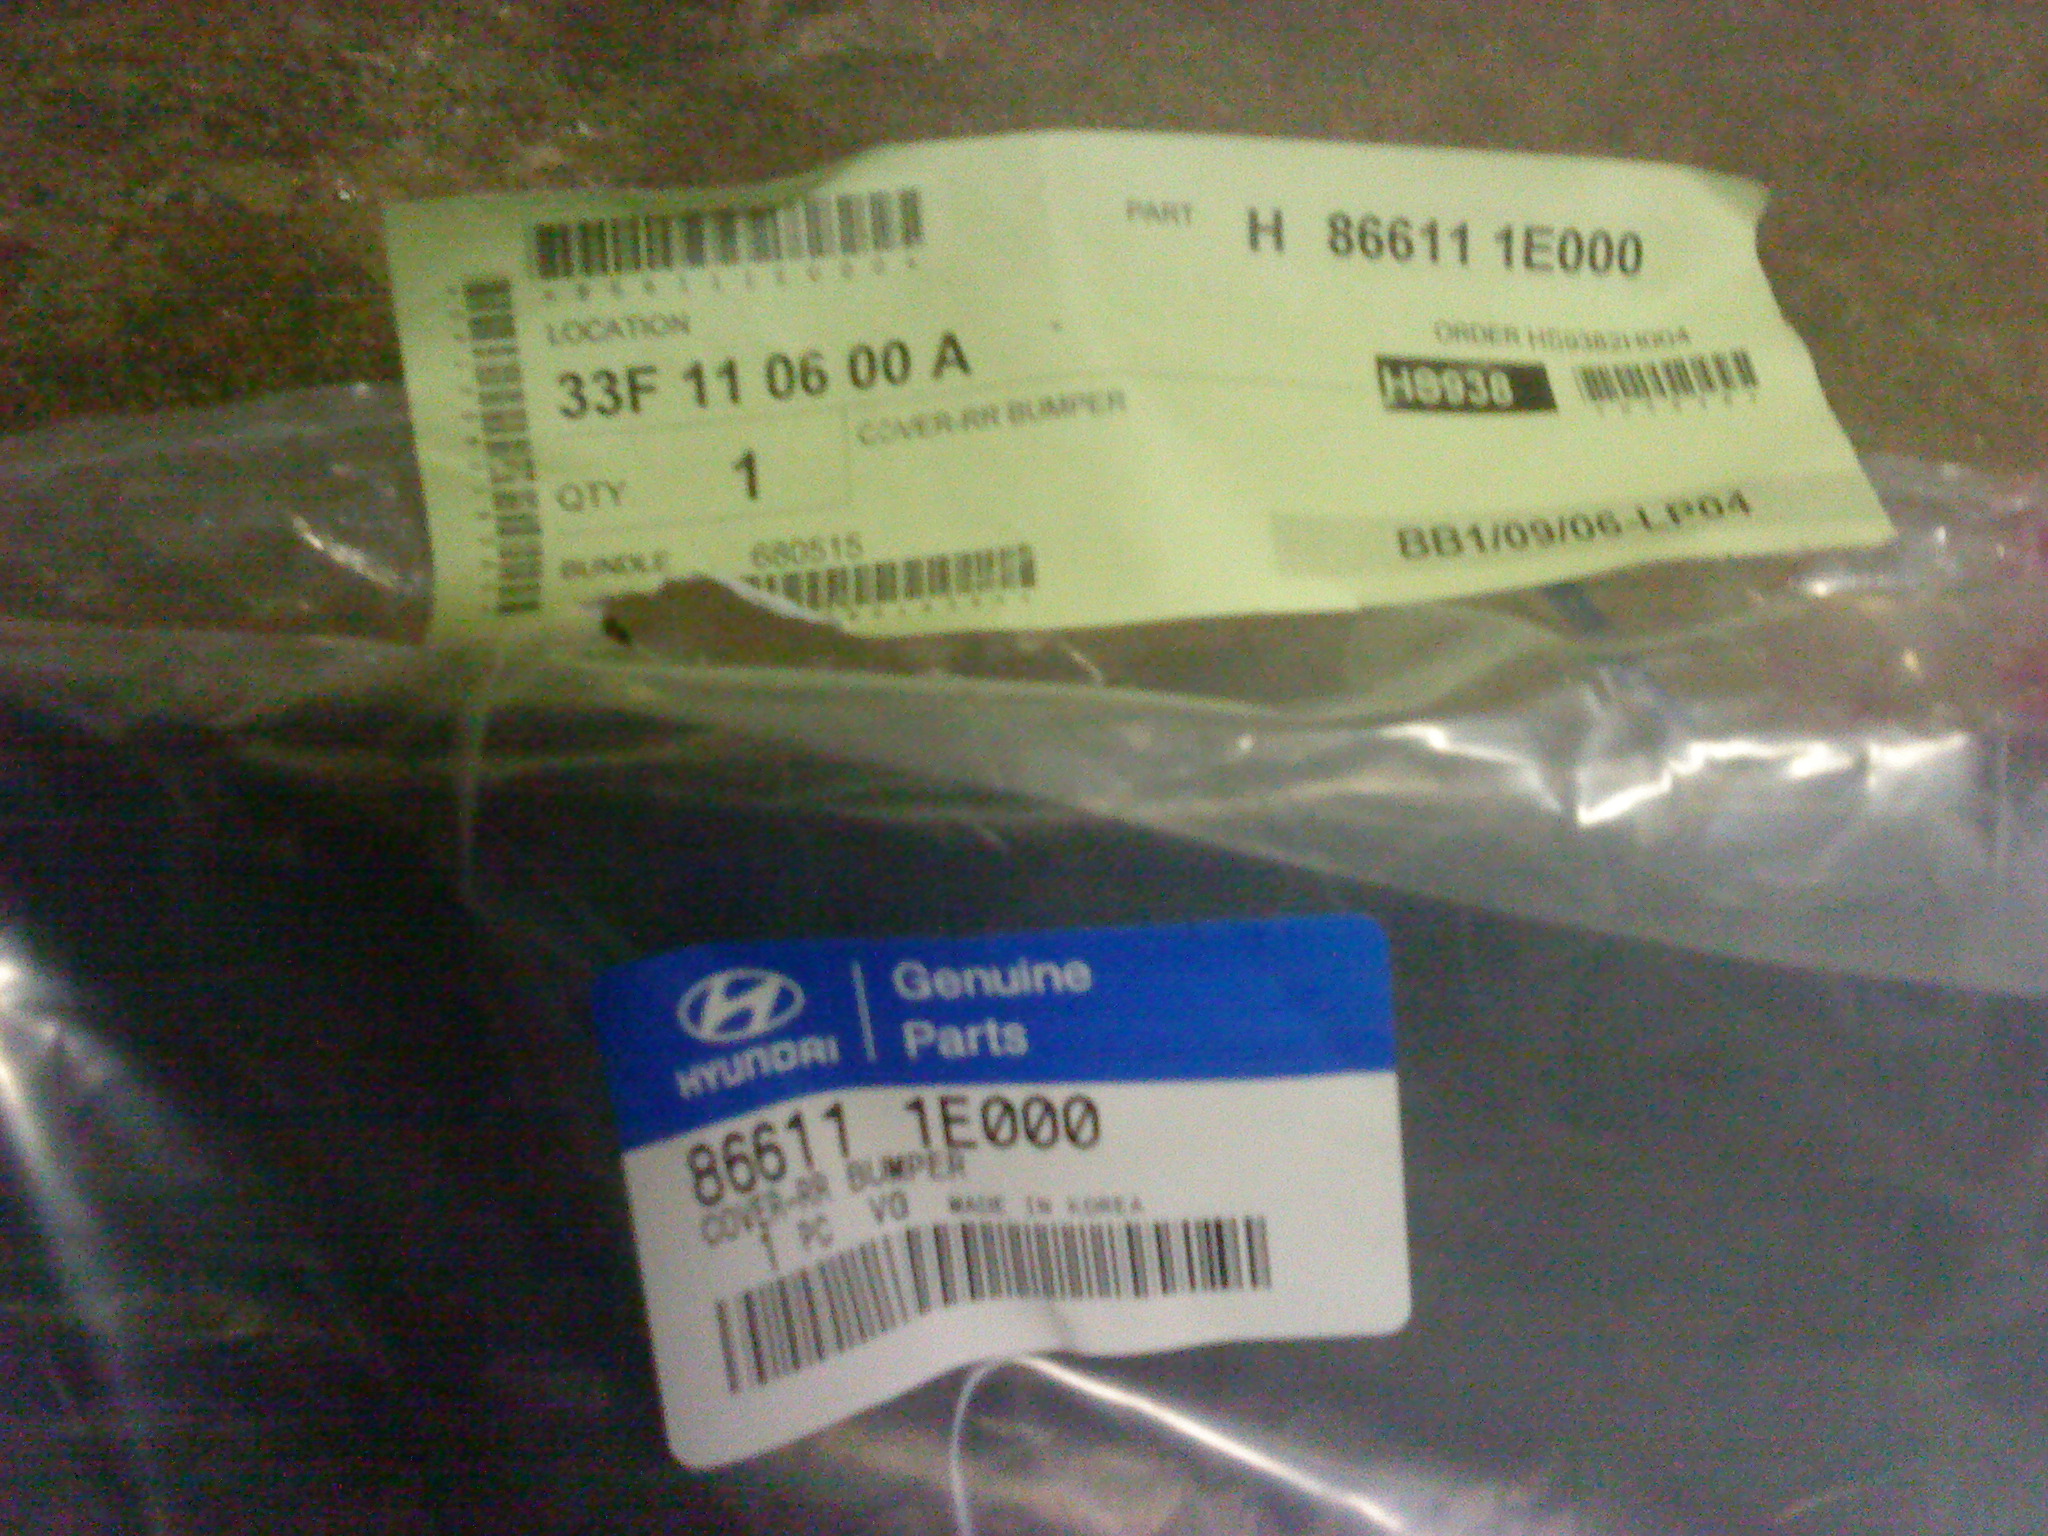 PART H 86611 1E000
LOCATION
33F 11 06 00 A
ORDER
H9938
QTY 1
COVER-RR BUMPER
BUNDLE 680515
BB1/09/06-LP04
HYUNDAI
Genuine
Parts
86611 1E000
COVER-RR BUMPER
1 PC VG MADE IN KOREA